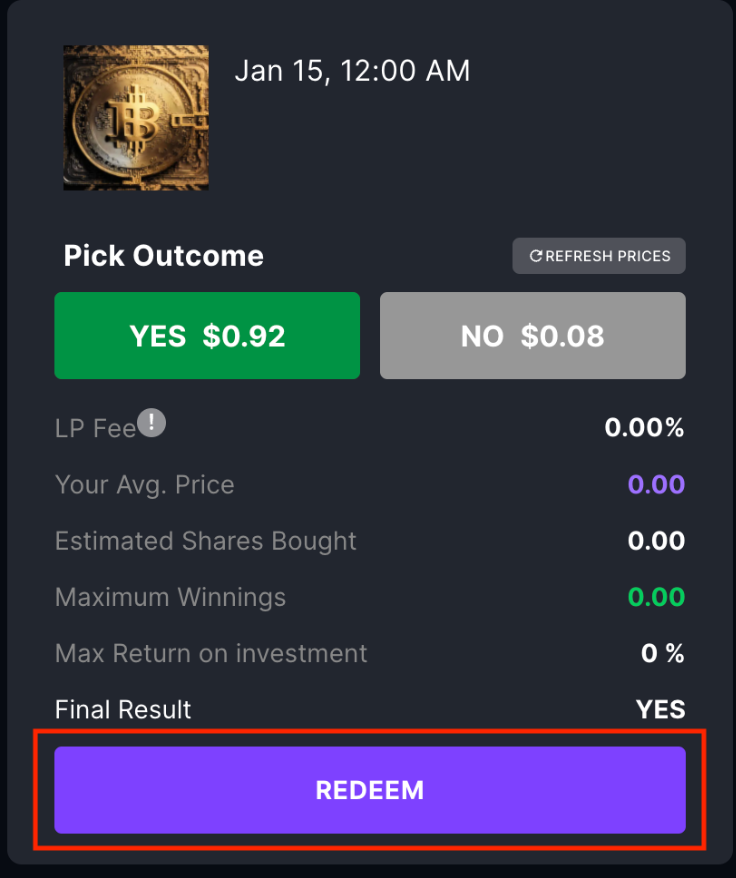 Jan 15, 12:00 AM
Pick Outcome
REFRESH PRICES
YES $0.92
NO $0.08
LP Fee !
0.00%
Your Avg. Price
0.00
Estimated Shares Bought
0.00
Maximum Winnings
0.00
Max Return on investment
0 %
Final Result
YES
REDEEM